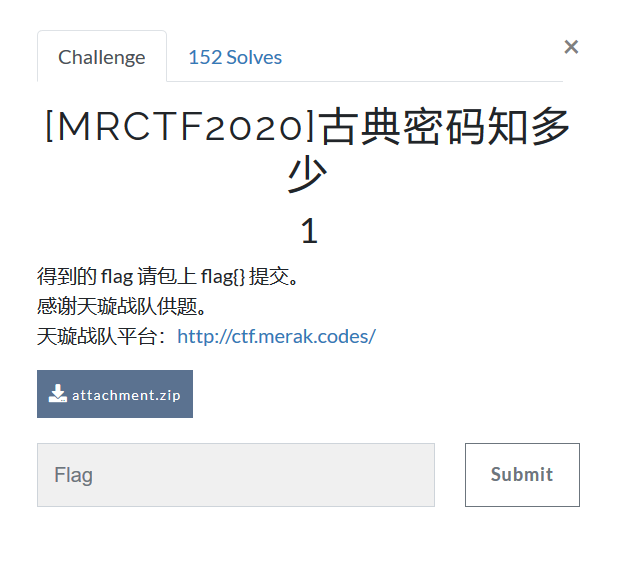 Challenge
152 Solves
×
[MRCTF2020]古典密码知多
少
1
得到的 flag 请包上 flag{} 提交。
感谢天璇战队供题。
天璇战队平台：http://ctf.merak.codes/
attachment.zip
Flag
Submit